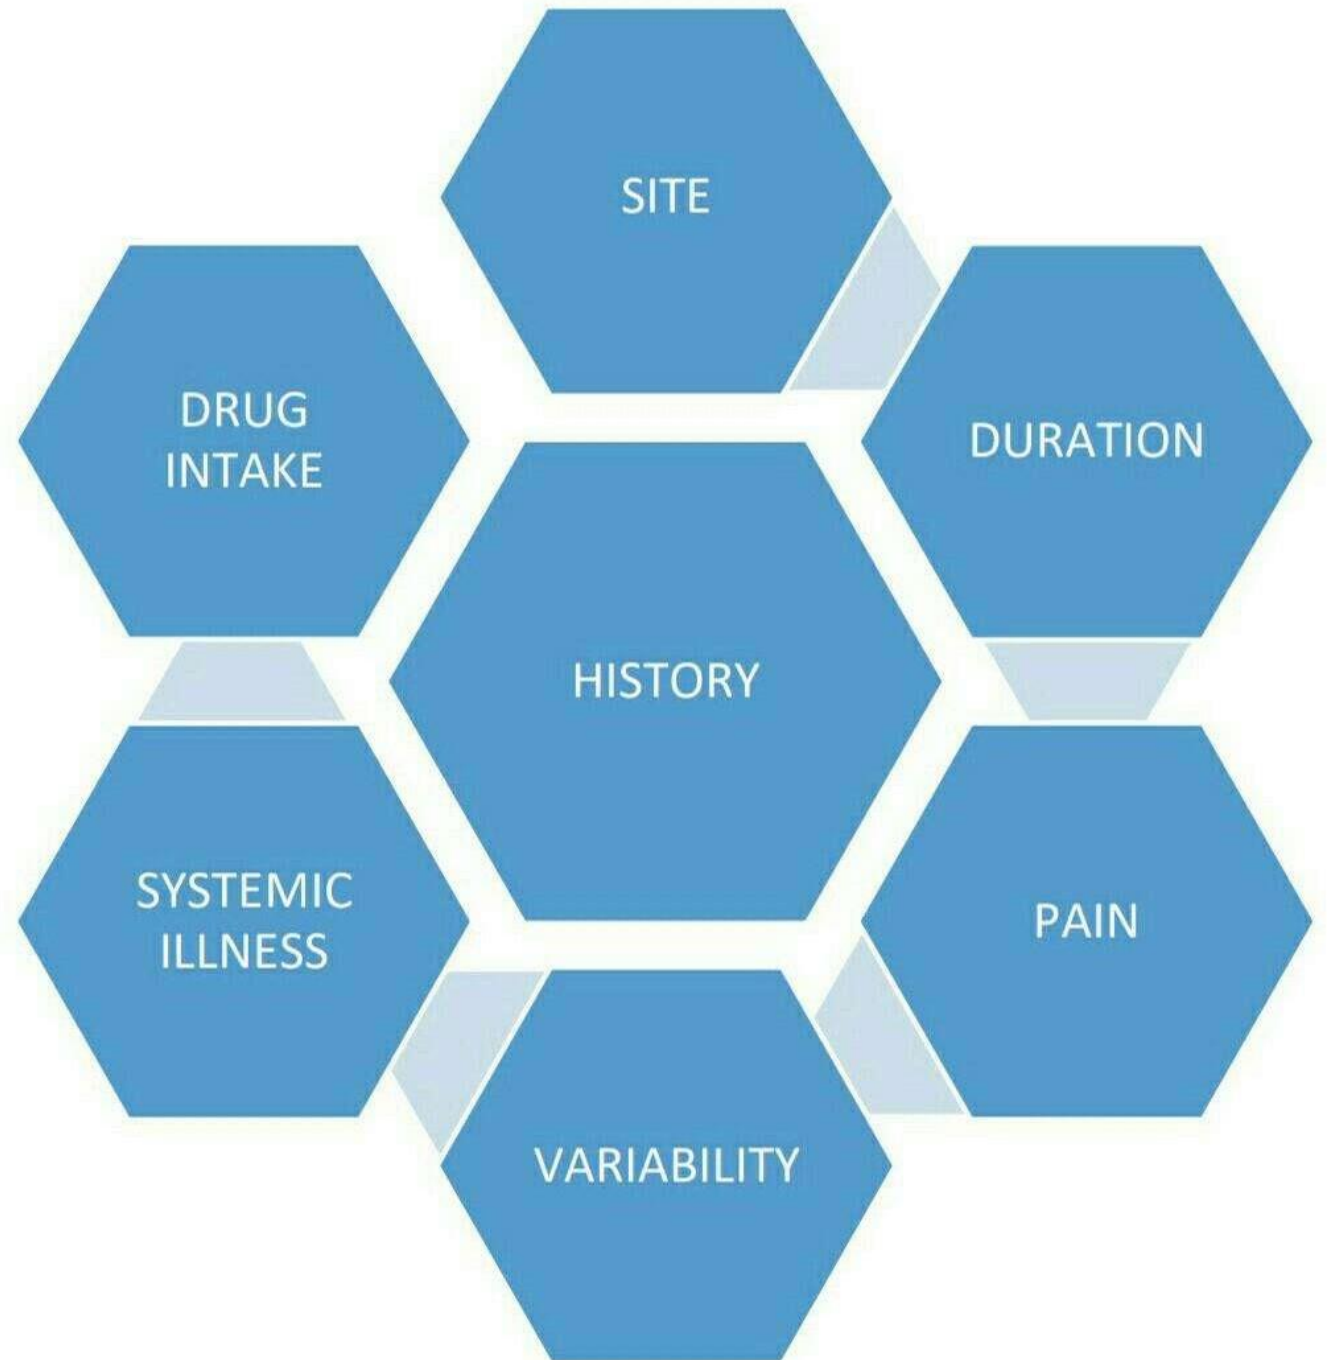 SITE
DURATION
PAIN
VARIABILITY
SYSTEMIC
ILLNESS
DRUG
INTAKE
HISTORY